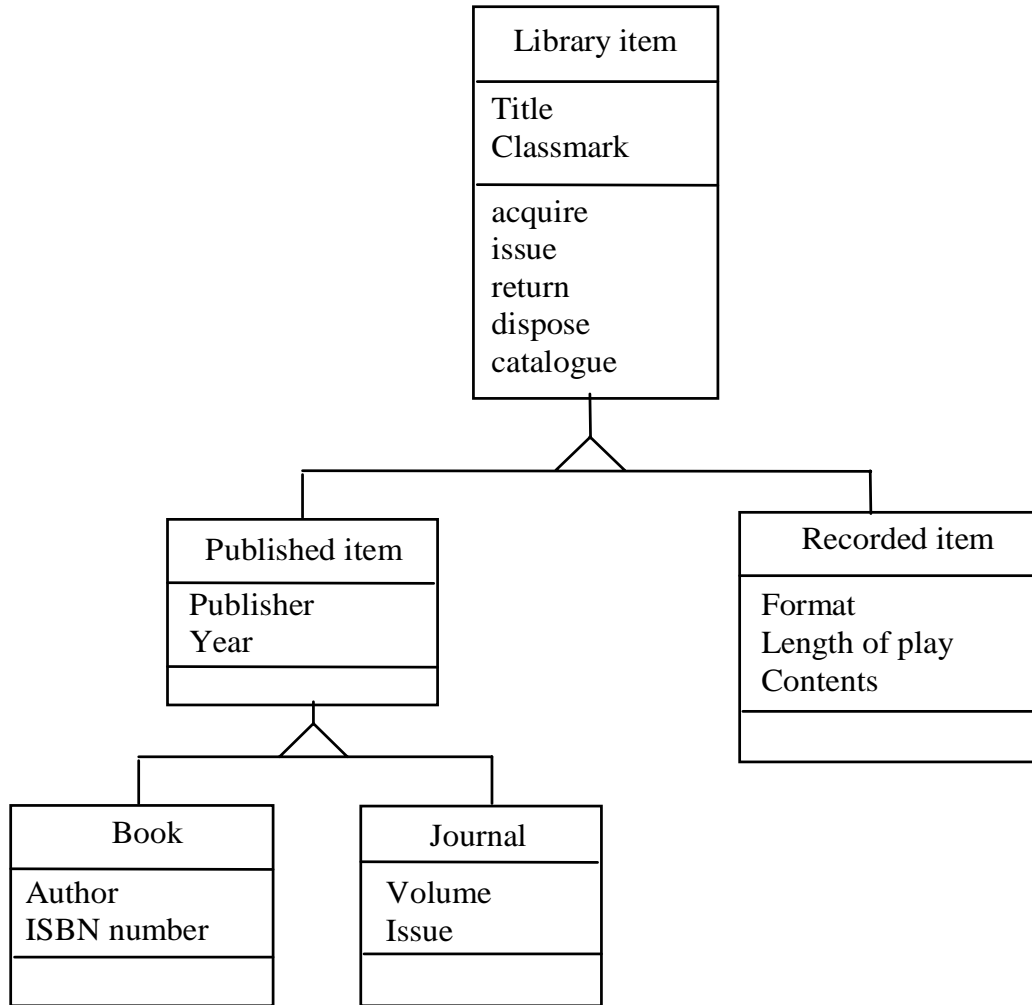 Library item
Title
Classmark
acquire
issue
return
dispose
catalogue
Published item
Publisher
Year
Recorded item
Format
Length of play
Contents
Book
Author
ISBN number
Journal
Volume
Issue